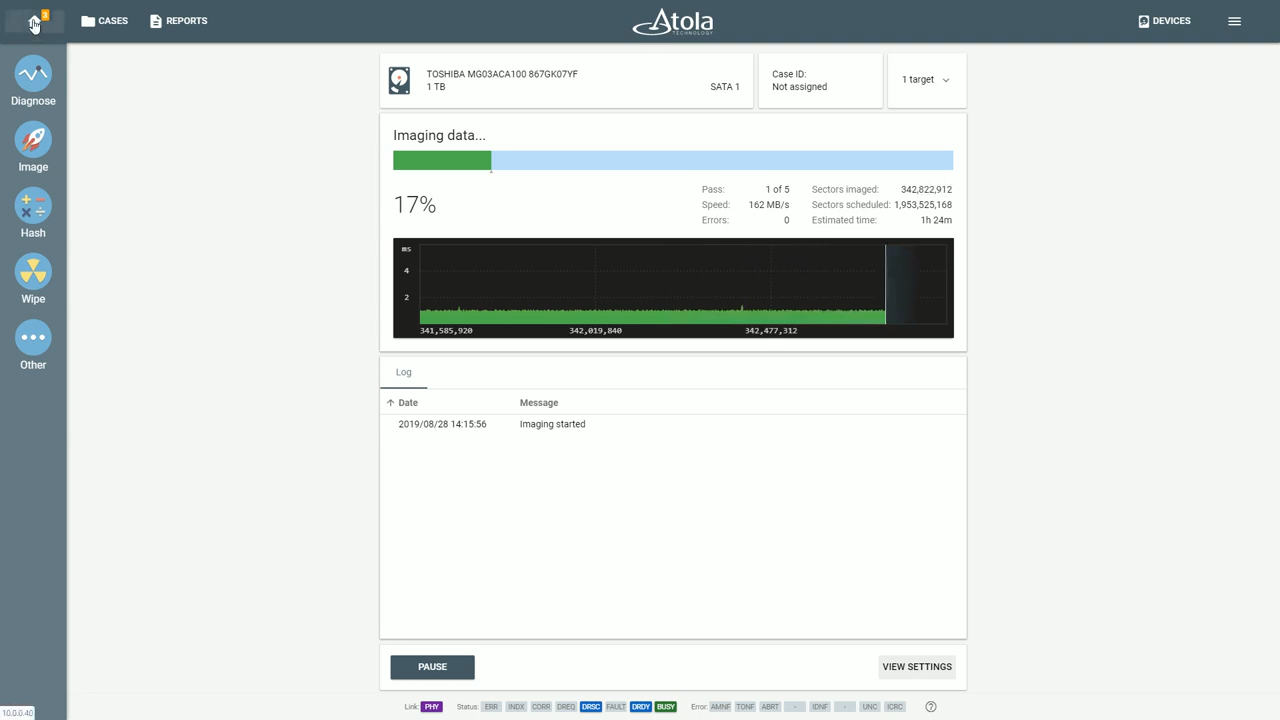 3
CASES
REPORTS
Atola
TECHNOLOGY
DEVICES
Diagnose
Image
Hash
Wipe
Other
TOSHIBA MG03ACA100 867GK07YF
1 TB
SATA 1
Case ID:
Not assigned
1 target
Imaging data...
17%
Pass: 1 of 5
Speed: 162 MB/s
Errors: 0
Sectors imaged: 342,822,912
Sectors scheduled: 1,953,525,168
Estimated time: 1h 24m
ms
4
2
341,585,920 342,019,840 342,477,312
Log
Date Message
2019/08/28 14:15:56 Imaging started
PAUSE
VIEW SETTINGS
Link: PHY Status: ERR INDX CORR DREQ DRSC FAULT DRDY BUSY Error: AMNF TONF ABRT - IDNF - UNC ICRC
10.0.0.40